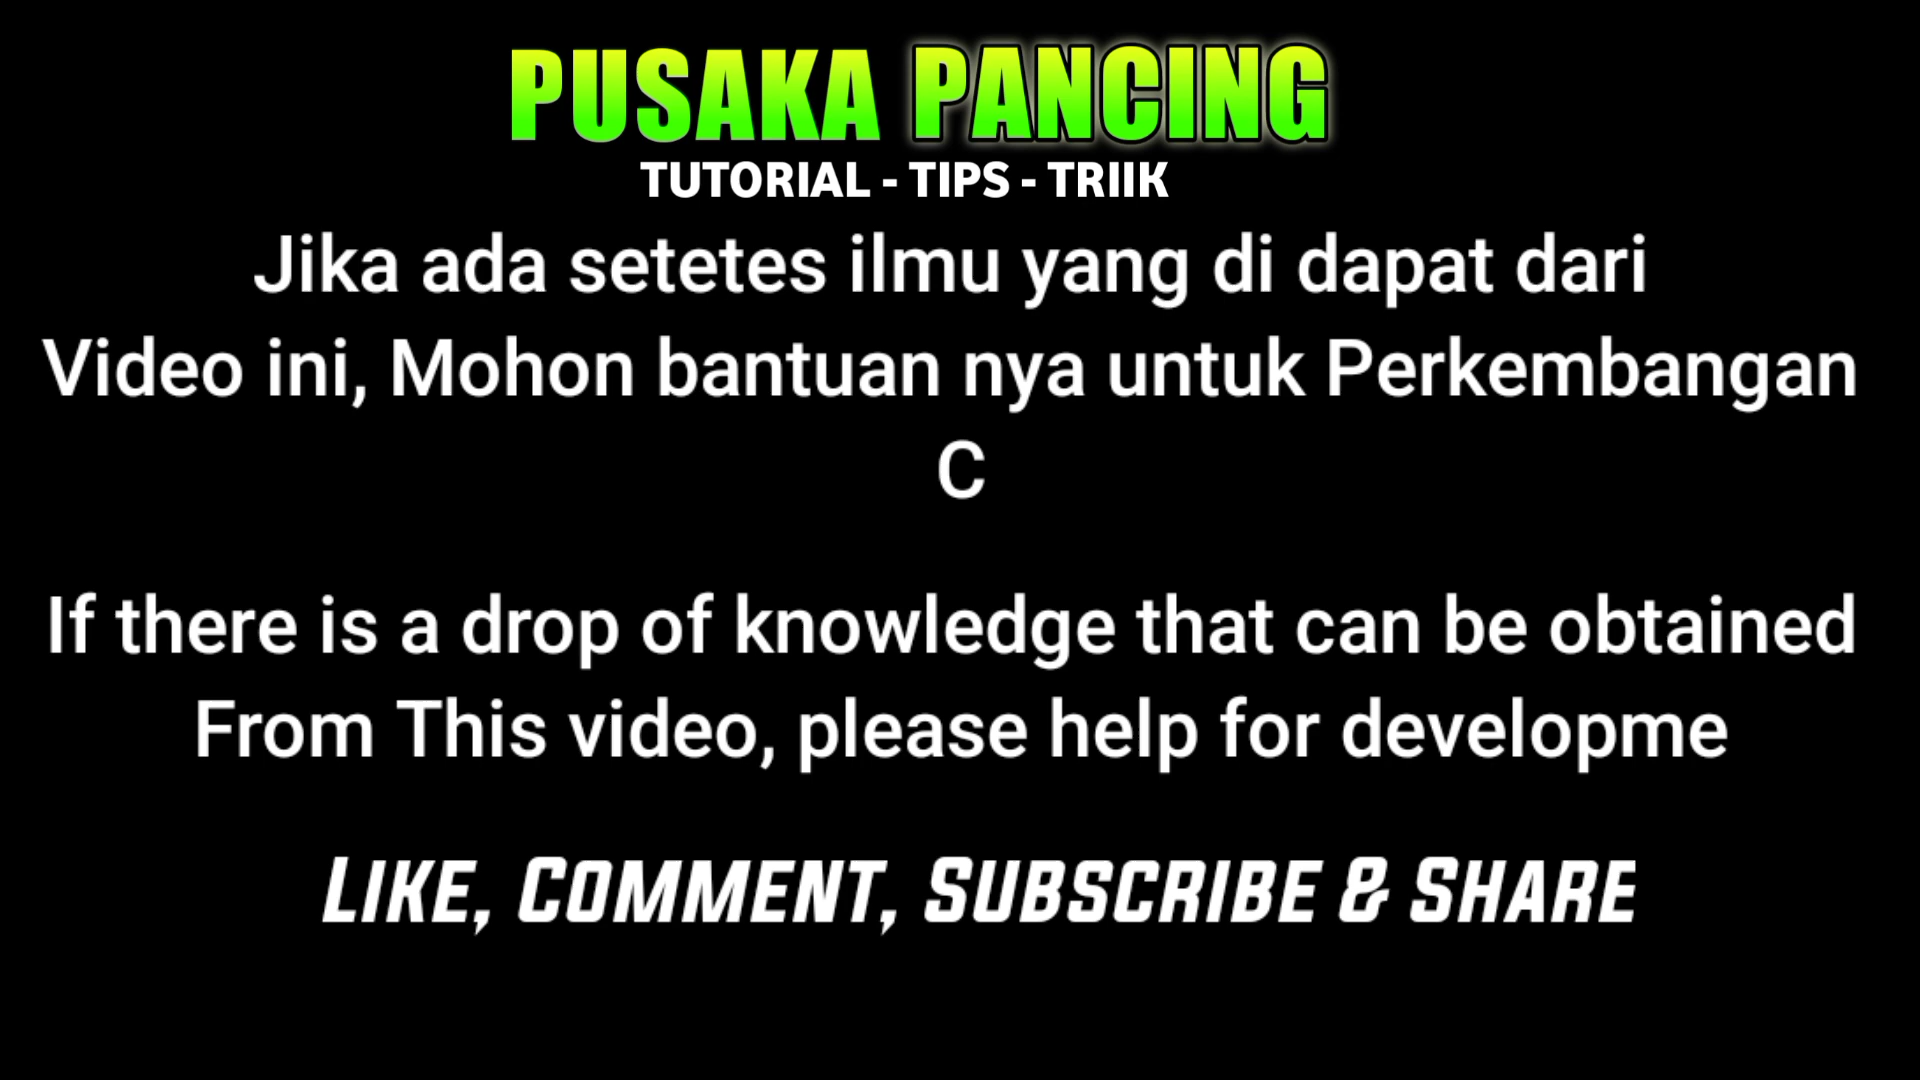 PUSAKA PANCING
TUTORIAL - TIPS - TRIIK
Jika ada setetes ilmu yang di dapat dari
Video ini, Mohon bantuan nya untuk Perkembangan
C
If there is a drop of knowledge that can be obtained
From This video, please help for developme
LIKE, COMMENT, SUBSCRIBE & SHARE